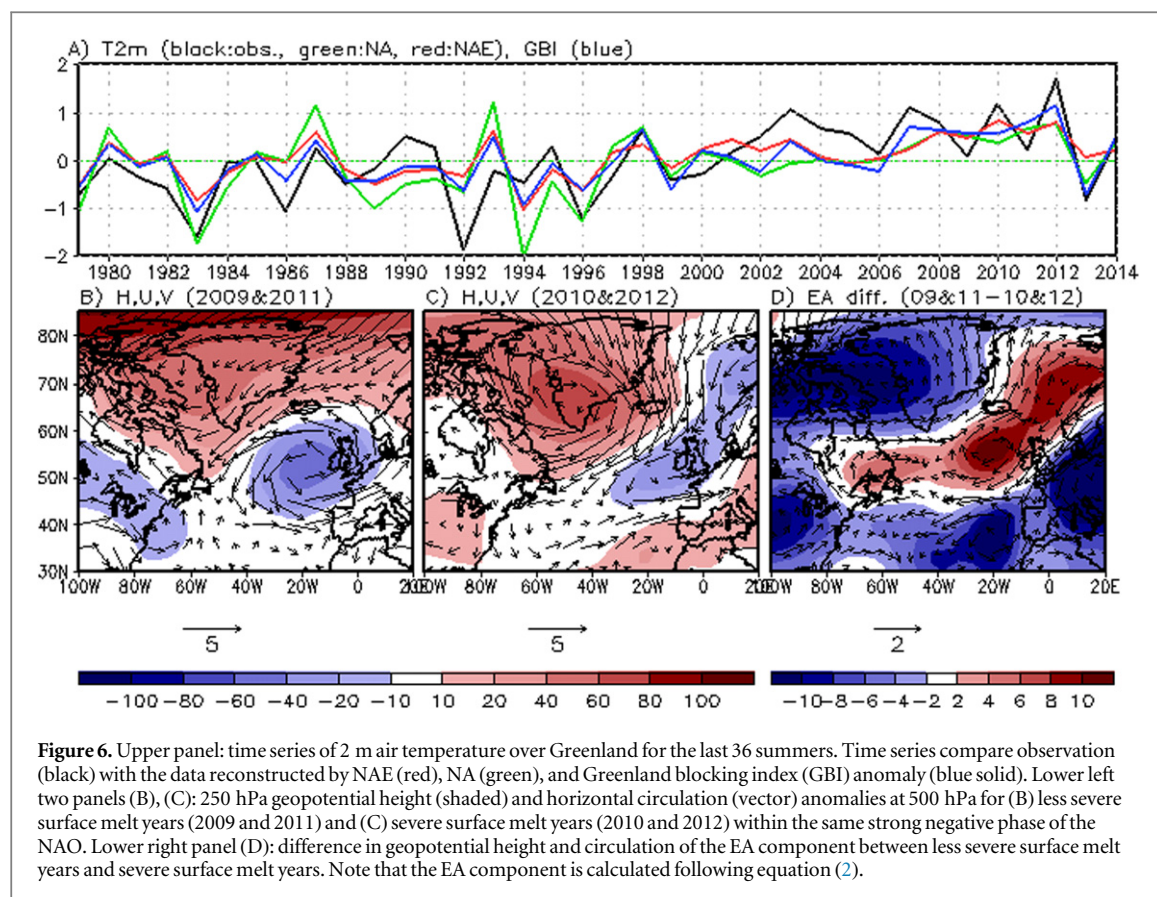 A) T2m (black:obs., green:NA, red:NAE), GBI (blue)
2
1
0
−1
−2
1980 1982 1984 1986 1988 1990 1992 1994 1996 1998 2000 2002 2004 2006 2008 2010 2012 2014
B) H,U,V (2009&2011) C) H,U,V (2010&2012) D) EA diff. (09&11−10&12)
80N
70N
60N
50N
40N
30N
100W 80W 60W 40W 20W 0 20E 100W 80W 60W 40W 20W 0 20E 100W 80W 60W 40W 20W 0 20E
5 5 2
−100 −80 −60 −40 −20 −10 10 20 40 60 80 100 −10 −8 −6 −4 −2 2 4 6 8 10
Figure 6. Upper panel: time series of 2 m air temperature over Greenland for the last 36 summers. Time series compare observation
(black) with the data reconstructed by NAE (red), NA (green), and Greenland blocking index (GBI) anomaly (blue solid). Lower left
two panels (B), (C): 250 hPa geopotential height (shaded) and horizontal circulation (vector) anomalies at 500 hPa for (B) less severe
surface melt years (2009 and 2011) and (C) severe surface melt years (2010 and 2012) within the same strong negative phase of the
NAO. Lower right panel (D): difference in geopotential height and circulation of the EA component between less severe surface melt
years and severe surface melt years. Note that the EA component is calculated following equation (2).